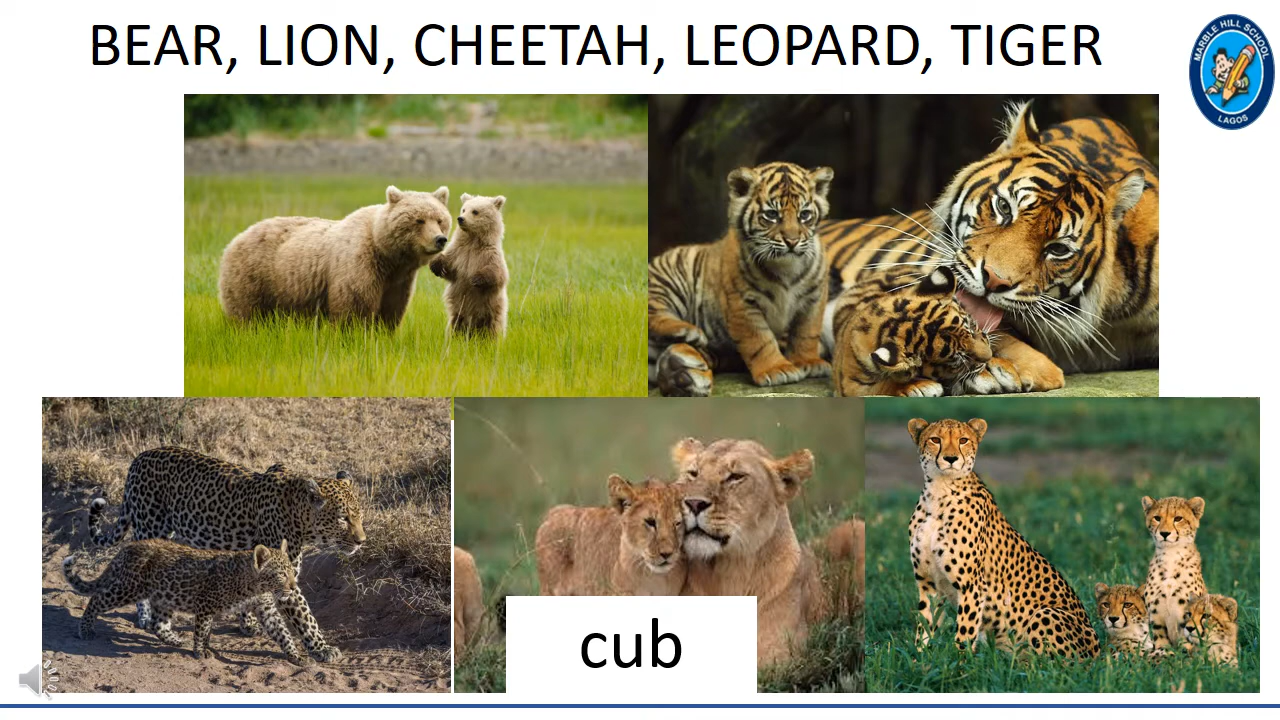 BEAR, LION, CHEETAH, LEOPARD, TIGER
MARBLE HILL SCHOOL
LAGOS
cub